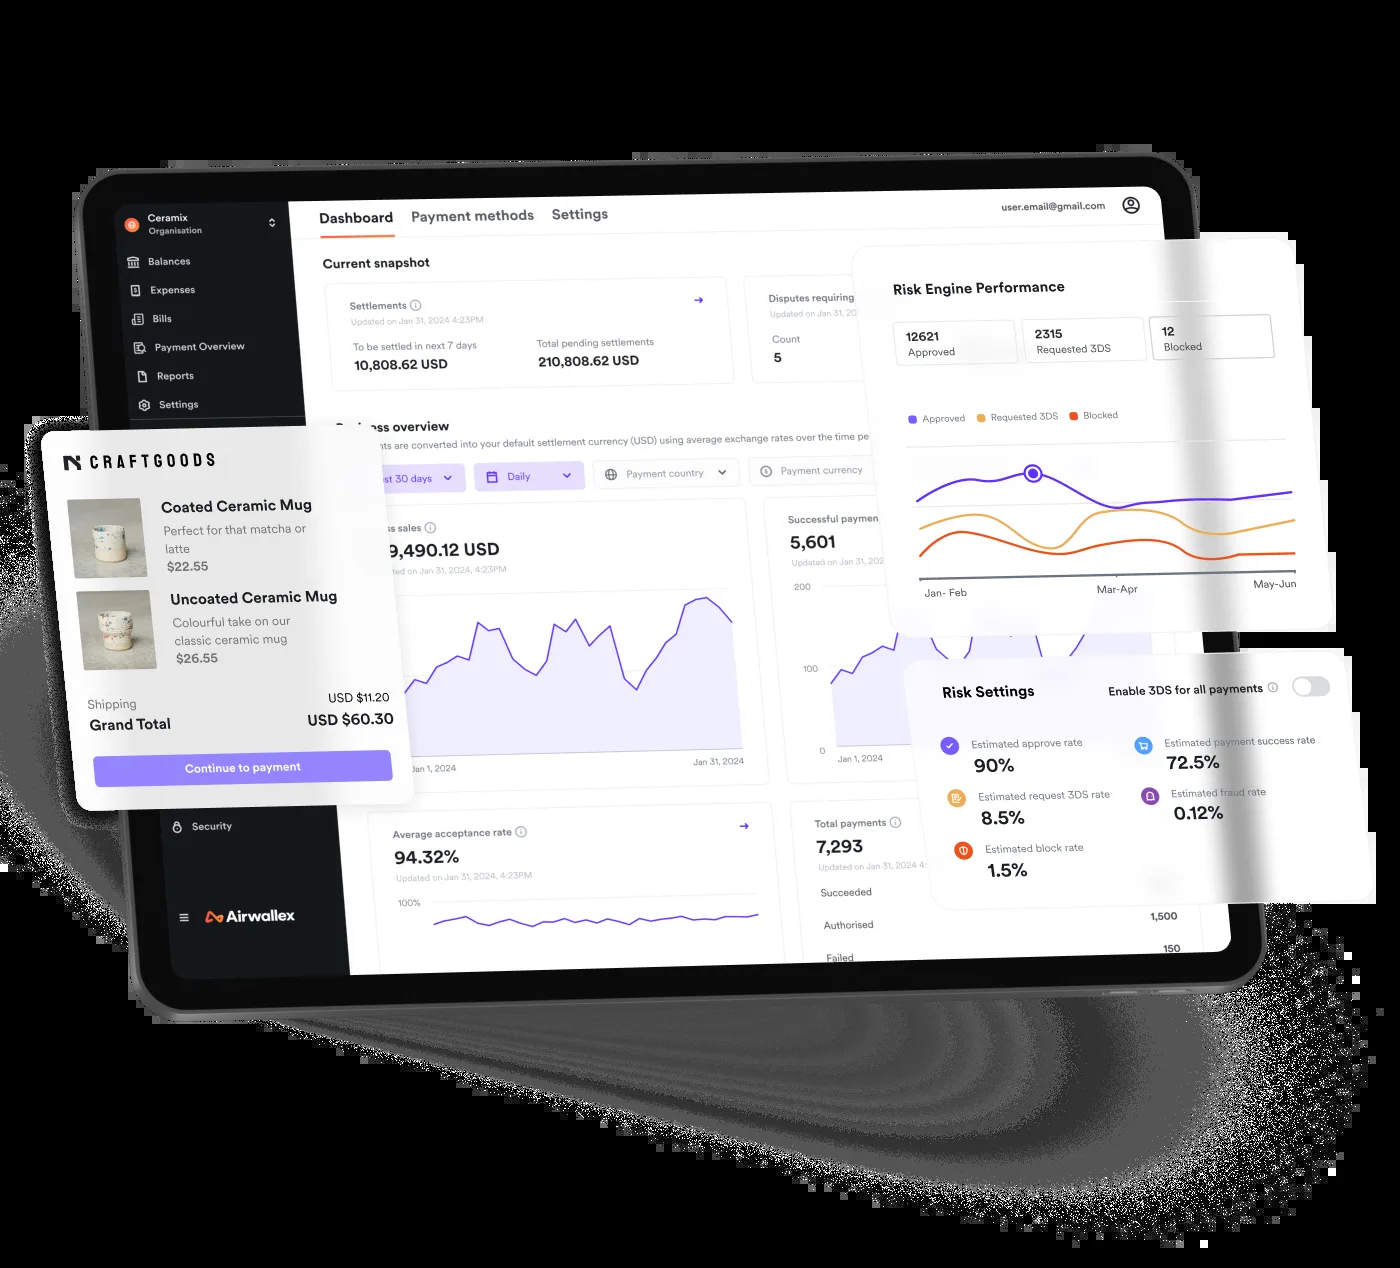 Ceramix
Organisation
Balances
Expenses
Bills
Payment Overview
Reports
Settings
Security
Airwallex
Dashboard
Payment methods
Settings
user.email@gmail.com
Current snapshot
Settlements
Updated on Jan 31, 2024 4:23PM
To be settled in next 7 days
10,808.62 USD
Total pending settlements
210,808.62 USD
Disputes requiring
Updated on Jan 31, 20
Count
5
overview
are converted into your default settlement currency (USD) using average exchange rates over the time
30 days
Daily
Payment country
Payment currency
sales
9,490.12 USD
on Jan 31, 2024, 4:23PM
Jan 1, 2024
Jan 31, 2024
Successful
5,601
Updated on Jan 31, 202
200
100
0
Jan 1, 2024
Average acceptance rate
94.32%
Updated on Jan 31, 2024, 4:23PM
100%
Total payments
7,293
Updated on Jan 31, 2024 4:
Succeeded
Authorised
1,500
Failed
150
CRAFTGOODS
Coated Ceramic Mug
Perfect for that matcha or
latte
$22.55
Uncoated Ceramic Mug
Colourful take on our
classic ceramic mug
$26.55
Shipping
USD $11.20
Grand Total
USD $60.30
Continue to payment
Risk Engine Performance
12621
Approved
2315
Requested 3DS
12
Blocked
Approved
Requested 3DS
Blocked
Jan- Feb
Mar-Apr
May-Jun
Risk Settings
Enable 3DS for all payments
Estimated approve rate
90%
Estimated payment success rate
72.5%
Estimated request 3DS rate
8.5%
Estimated fraud rate
0.12%
Estimated block rate
1.5%